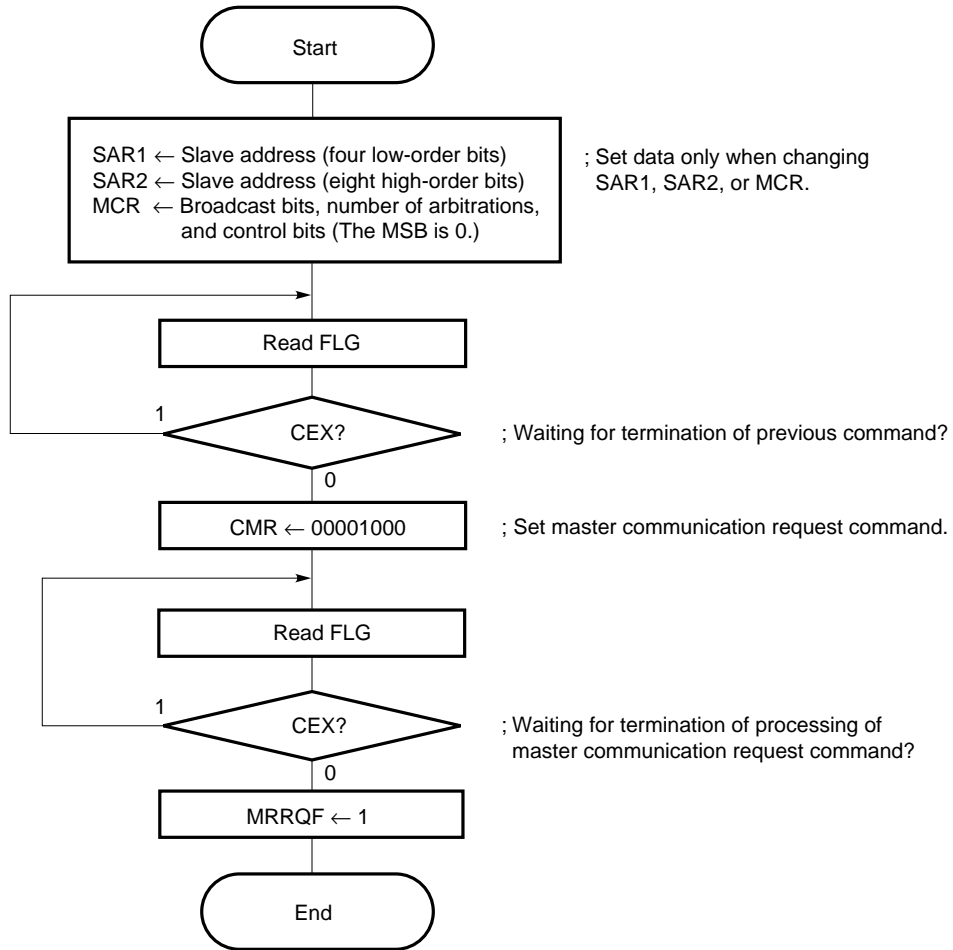 Start
SAR1 ← Slave address (four low-order bits)
SAR2 ← Slave address (eight high-order bits)
MCR ← Broadcast bits, number of arbitrations,
and control bits (The MSB is 0.)
; Set data only when changing
SAR1, SAR2, or MCR.
Read FLG
1
CEX?
; Waiting for termination of previous command?
0
CMR ← 00001000
; Set master communication request command.
Read FLG
1
CEX?
; Waiting for termination of processing of
master communication request command?
0
MRRQF ← 1
End